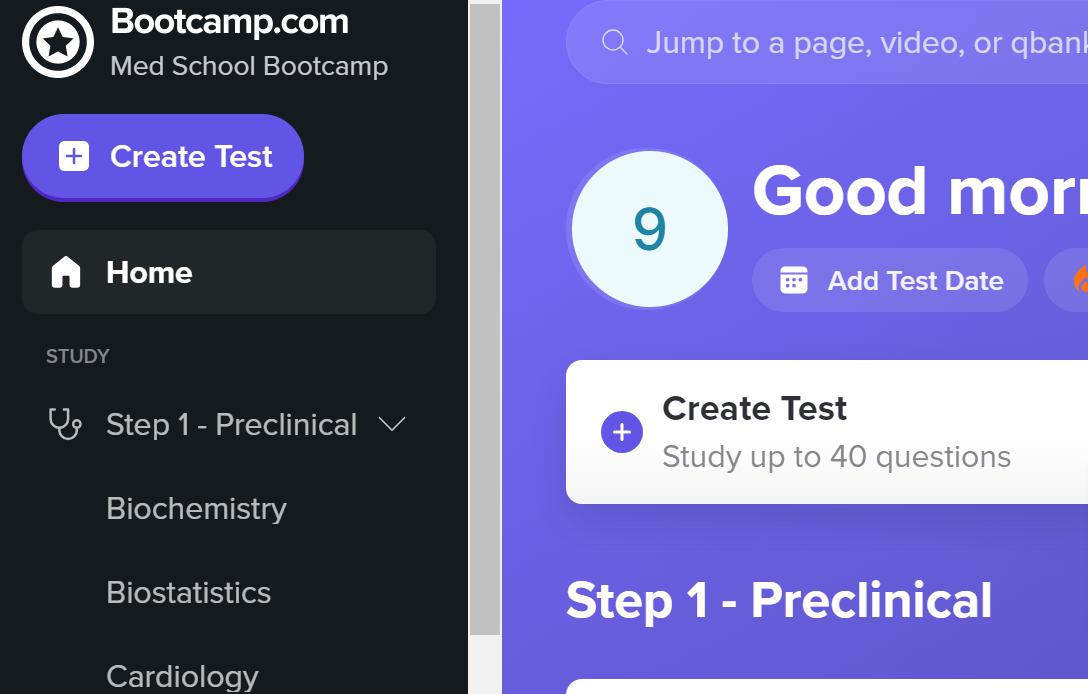 Bootcamp.com
Med School Bootcamp
Create Test
Home
STUDY
Step 1 - Preclinical
Biochemistry
Biostatistics
Cardiology
Jump to a page, video, or qbank
9
Good morn
Add Test Date
Create Test
Study up to 40 questions
Step 1 - Preclinical